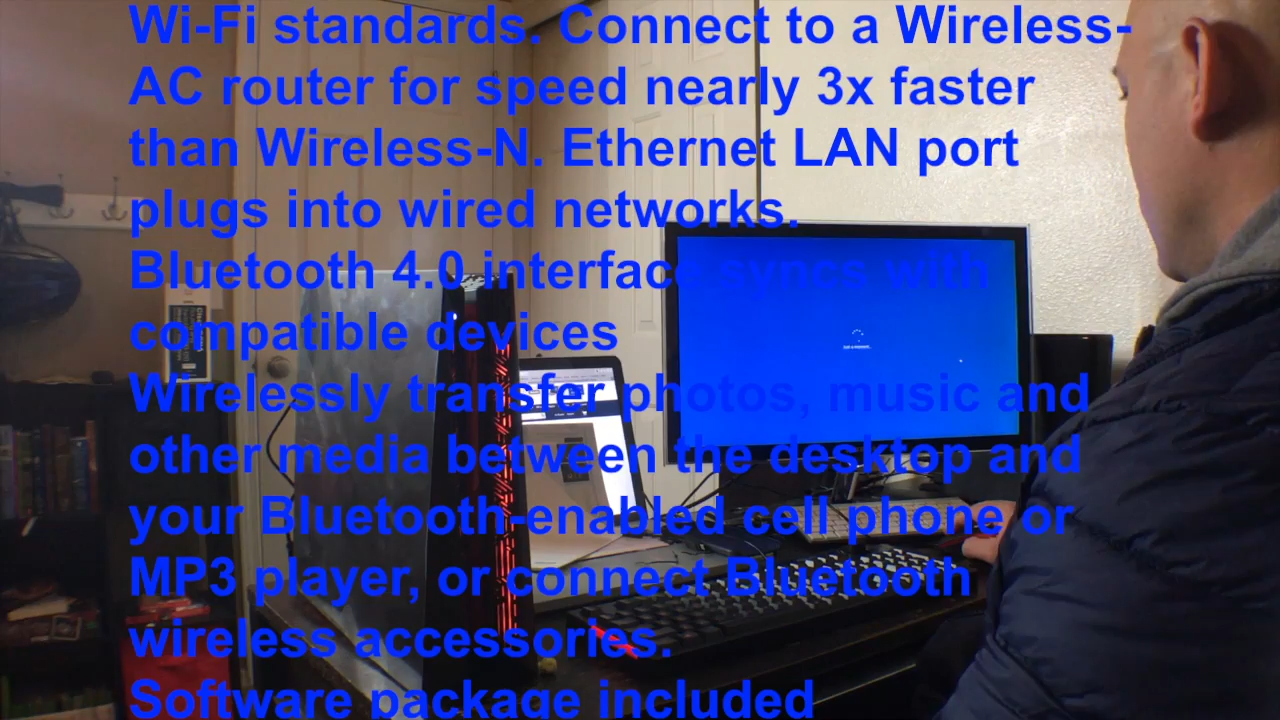 Wi-Fi standards. Connect to a Wireless-
AC router for speed nearly 3x faster
than Wireless-N. Ethernet LAN port
plugs into wired networks.
Bluetooth 4.0 interface syncs with
compatible devices
Wirelessly transfer photos, music and
other media between the desktop and
your Bluetooth-enabled cell phone or
MP3 player, or connect Bluetooth
wireless accessories.
Software package included
Just a moment...